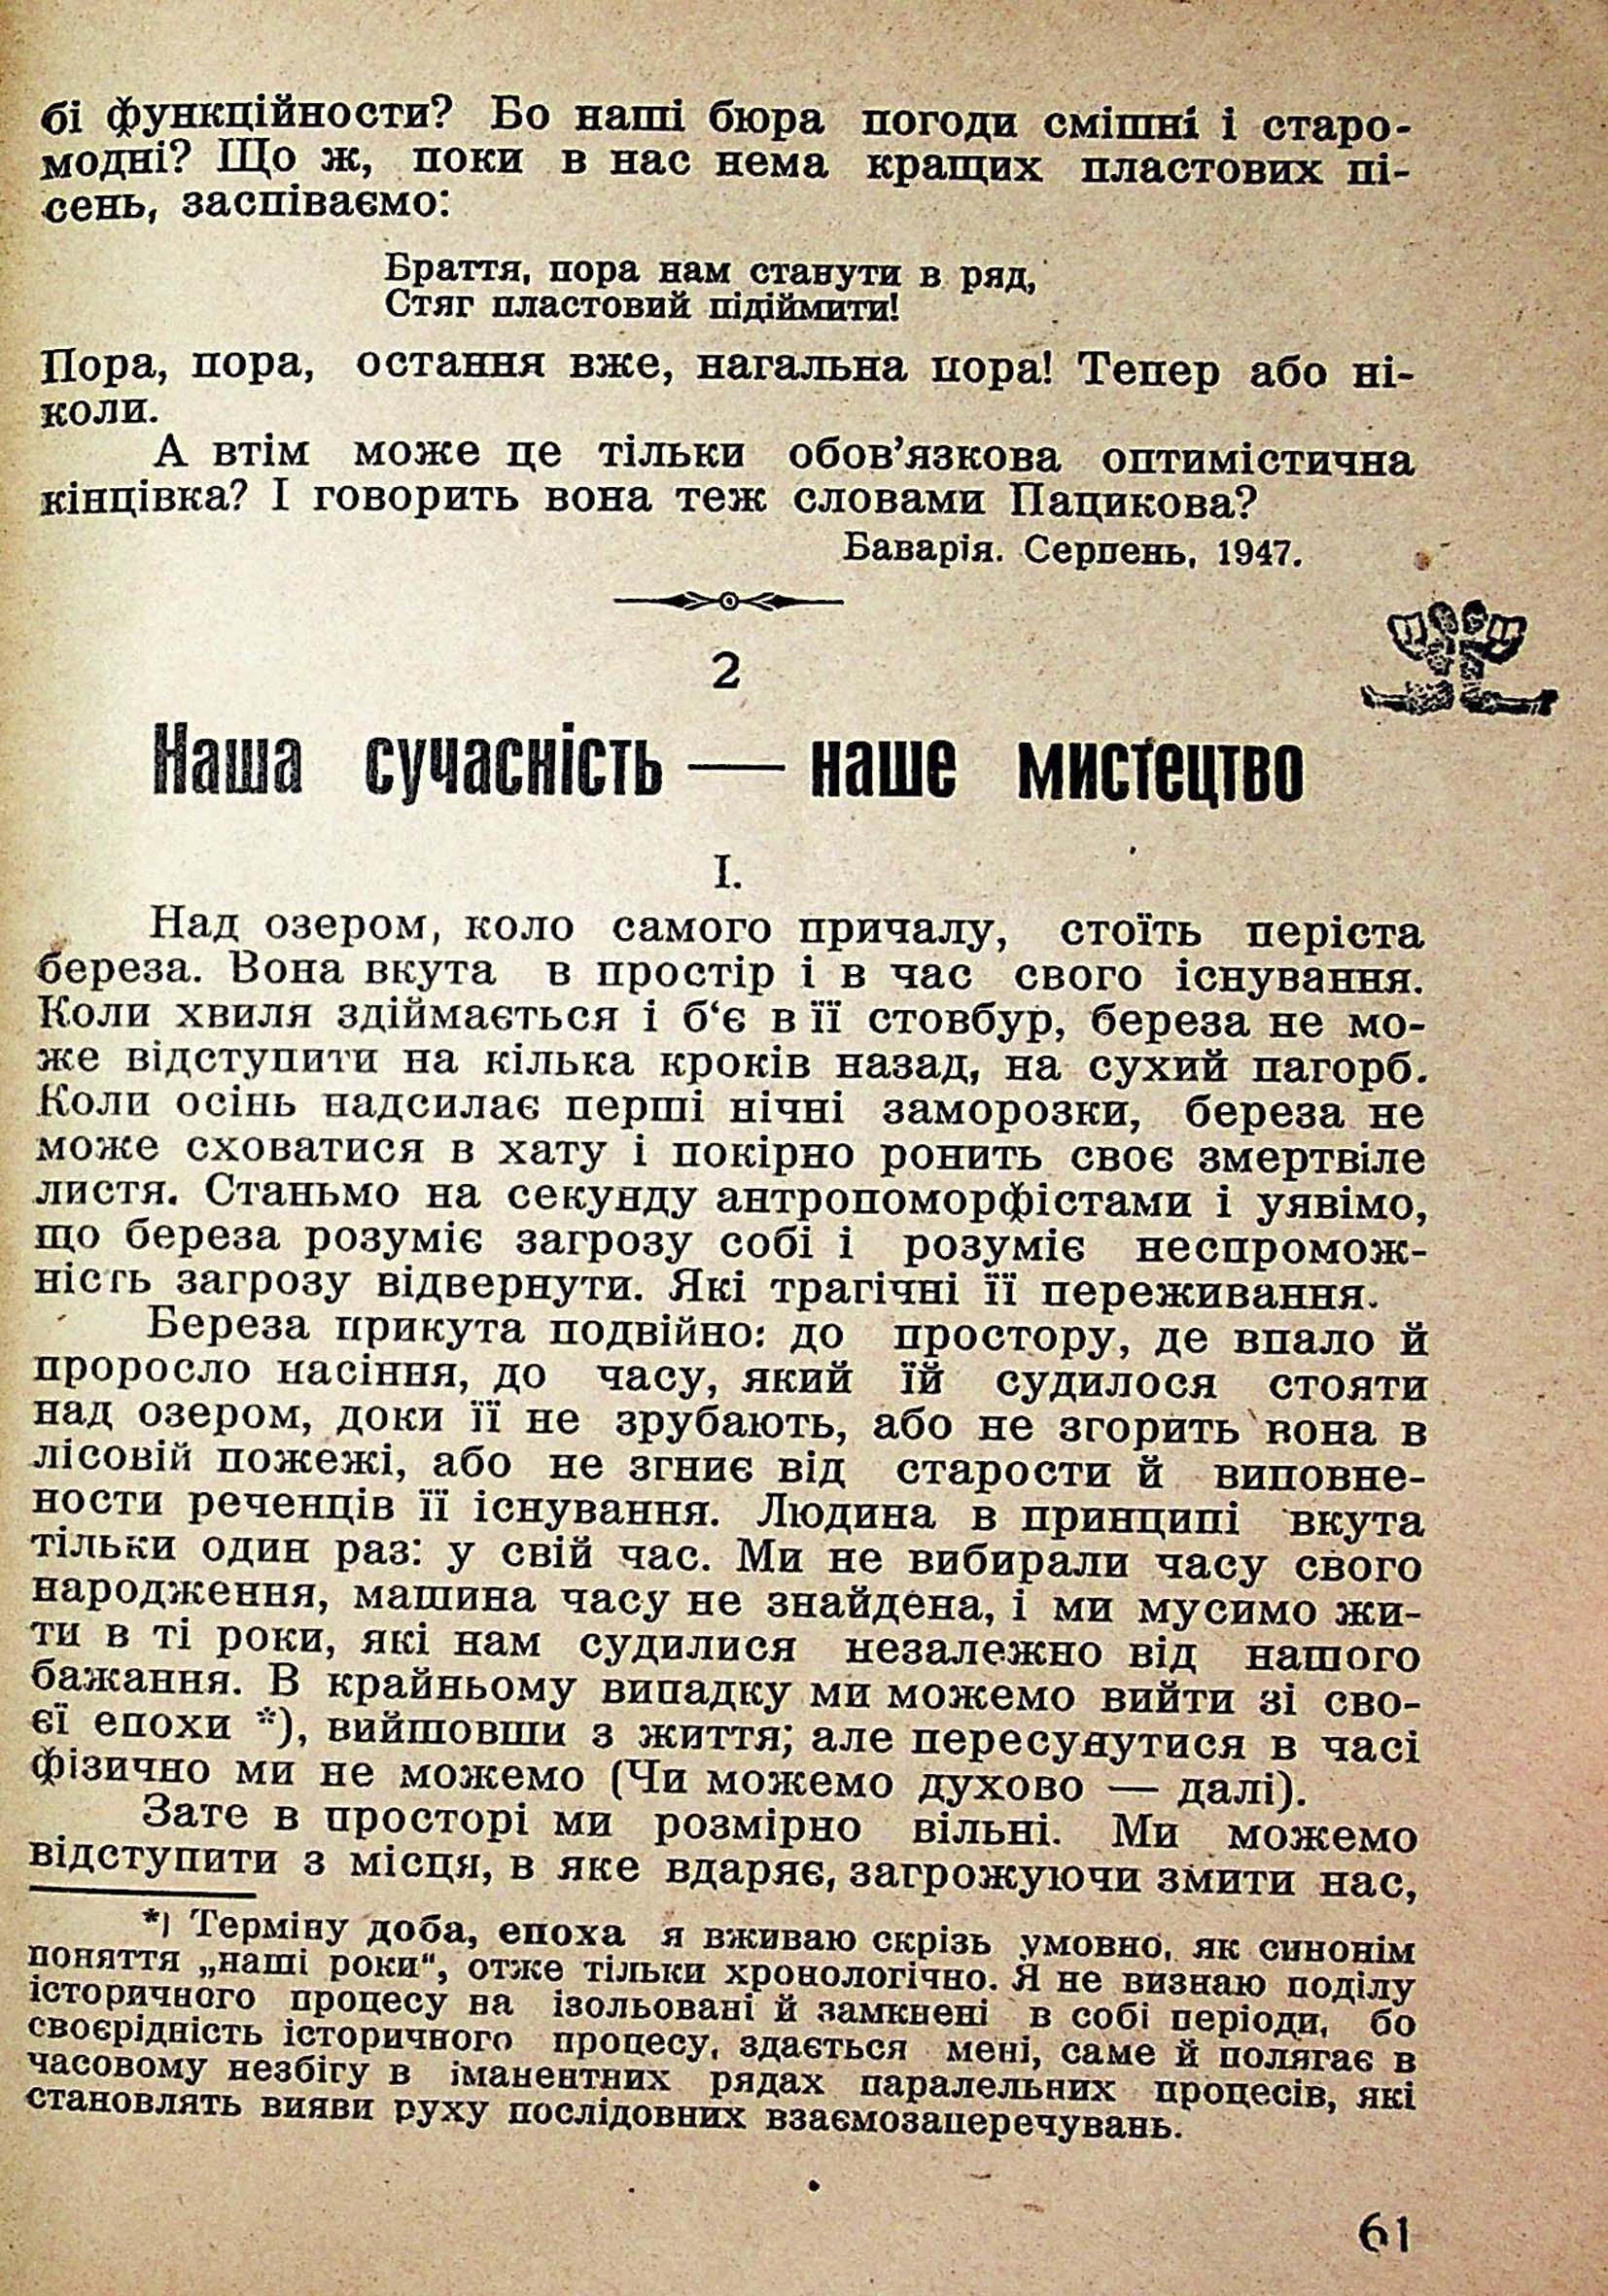 бі функційности? Бо наші бюра погоди смішні і старо-
модні? Що ж, поки в нас нема кращих пластових пі-
сень, заспіваємо:
Браття, пора нам станути в ряд,
Стяг пластовий підіймити!
Пора, пора, остання вже, нагальна пора! Тепер або ні-
коли.
А втім може це тільки обов’язкова оптимістична
кінцівка? І говорить вона теж словами Пацикова?
Баварія. Серпень, 1947.
2
Наша сучасність — наше мистецтво
I.
Над озером, коло самого причалу, стоїть періста
береза. Вона вкута в простір і в час свого існування.
Коли хвиля здіймається і б‘є в її стовбур, береза не мо-
же відступити на кілька кроків назад, на сухий пагорб.
Коли осінь надсилає перші нічні заморозки, береза не
може сховатися в хату і покірно ронить своє змертвіле
листя. Станьмо на секунду антропоморфістами і уявімо,
що береза розуміє загрозу собі і розуміє неспромож-
ність загрозу відвернути. Які трагічні її переживання.
Береза прикута подвійно: до простору, де впало й
проросло насіння, до часу, який їй судилося стояти
над озером, доки її не зрубають, або не згорить вона в
лісовій пожежі, або не згниє від старости й виповне-
ности реченців її існування. Людина в принципі вкута
тільки один раз: у свій час. Ми не вибирали часу свого
народження, машина часу не знайдена, і ми мусимо жи-
ти в ті роки, які нам судилися незалежно від нашого
бажання. В крайньому випадку ми можемо вийти зі сво-
єї епохи *), вийшовши з життя; але пересунутися в часі
фізично ми не можемо (Чи можемо духово — далі).
Зате в просторі ми розмірно вільні. Ми можемо
відступити з місця, в яке вдаряє, загрожуючи змити нас,
*) Терміну доба, епоха я вживаю скрізь умовно, як синонім
поняття „наші роки“, отже тільки хронологічно. Я не визнаю поділу
історичного процесу на ізольовані й замкнені в собі періоди, бо
своєрідність історичного процесу, здається мені, саме й полягає в
часовому незбігу в іманентних рядах паралельних процесів, які
становлять вияви руху послідовних взаємозаперечувань.
61